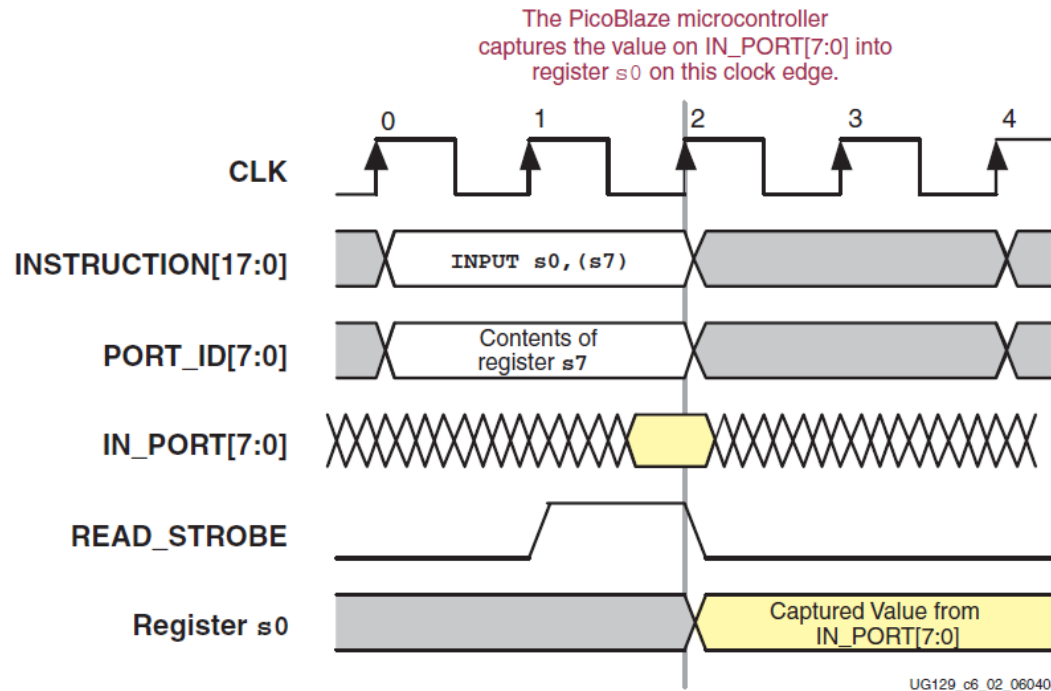 The PicoBlaze microcontroller
captures the value on IN_PORT[7:0] into
register s0 on this clock edge.
0 1 2 3 4
CLK
INSTRUCTION[17:0]
INPUT s0,(s7)
PORT_ID[7:0]
Contents of
register s7
IN_PORT[7:0]
READ_STROBE
Register s0
Captured Value from
IN_PORT[7:0]
UG129_c6_02_06040